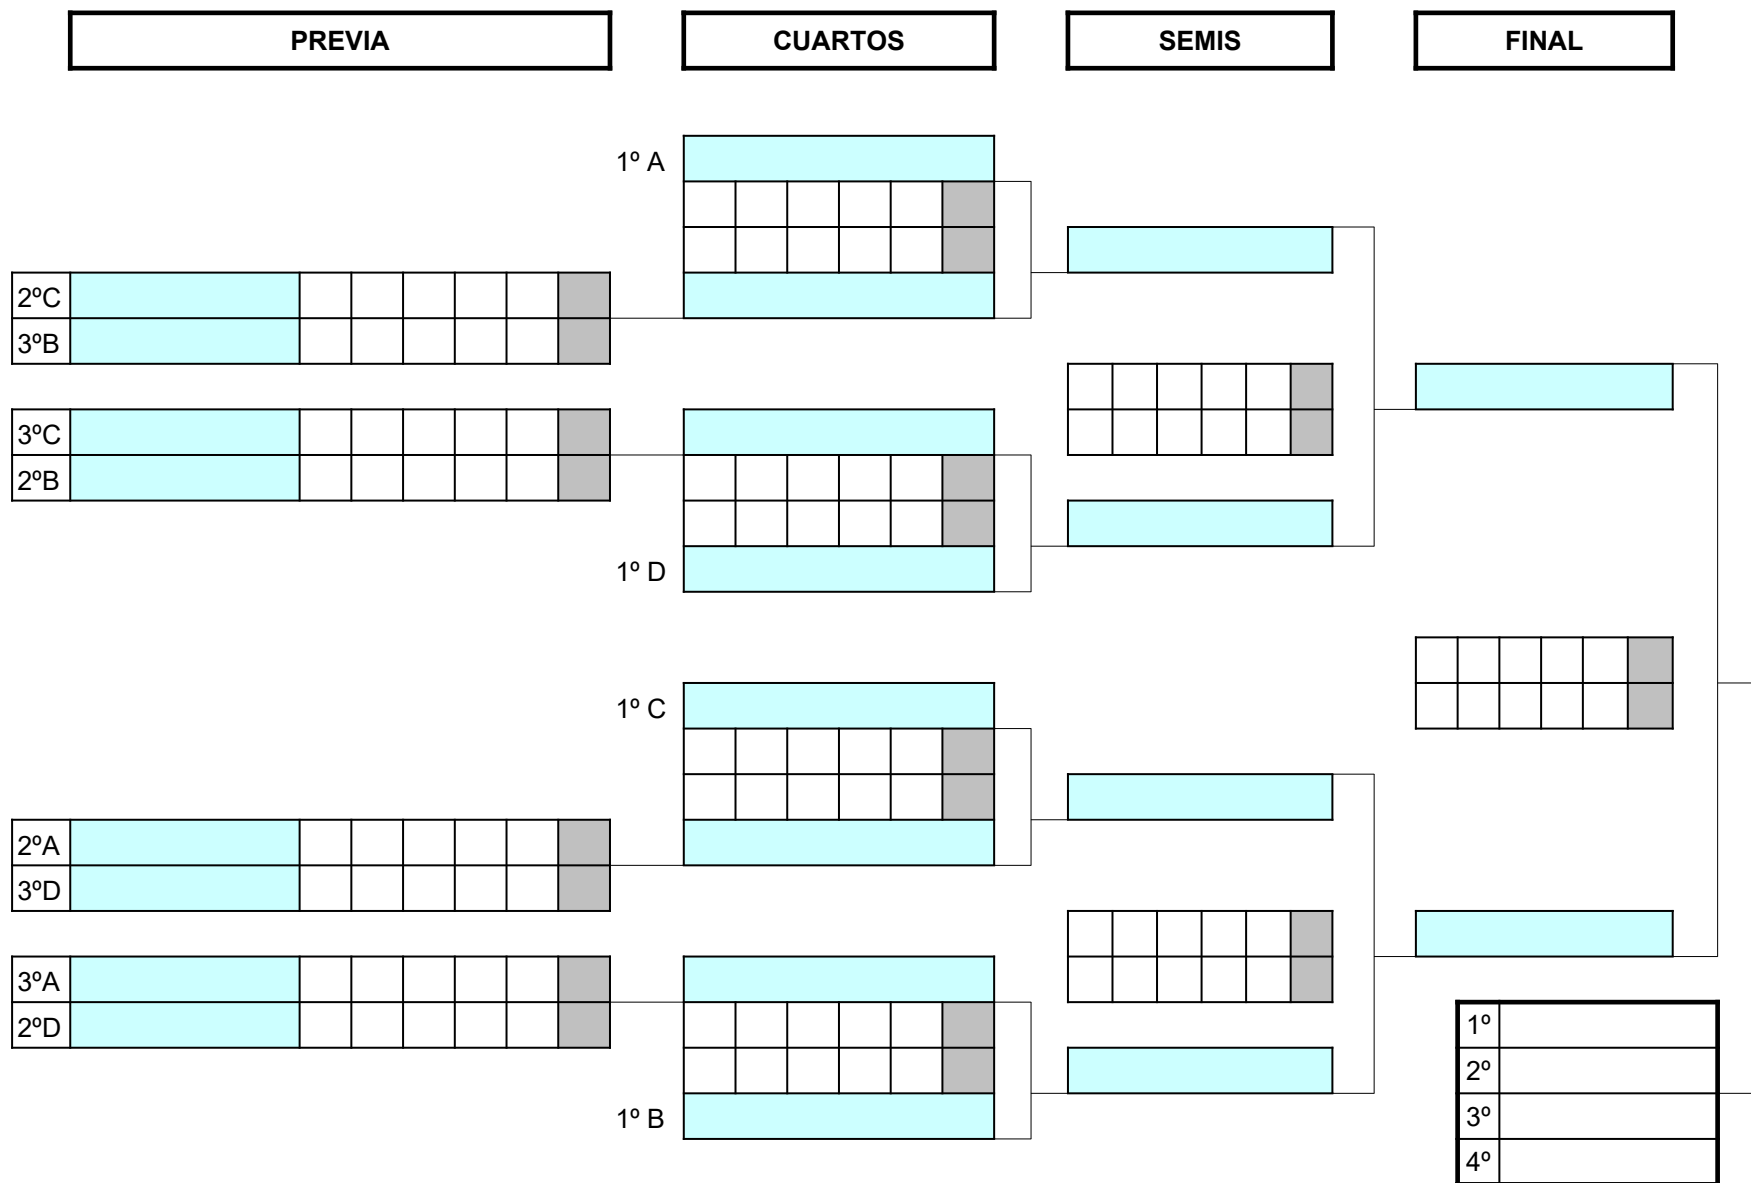 PREVIA CUARTOS SEMIS FINAL
1º A
2ºC
3ºB
3ºC
2ºB
1º D
1º C
2ºA
3ºD
3ºA
2ºD
1º B
1º
2º
3º
4º